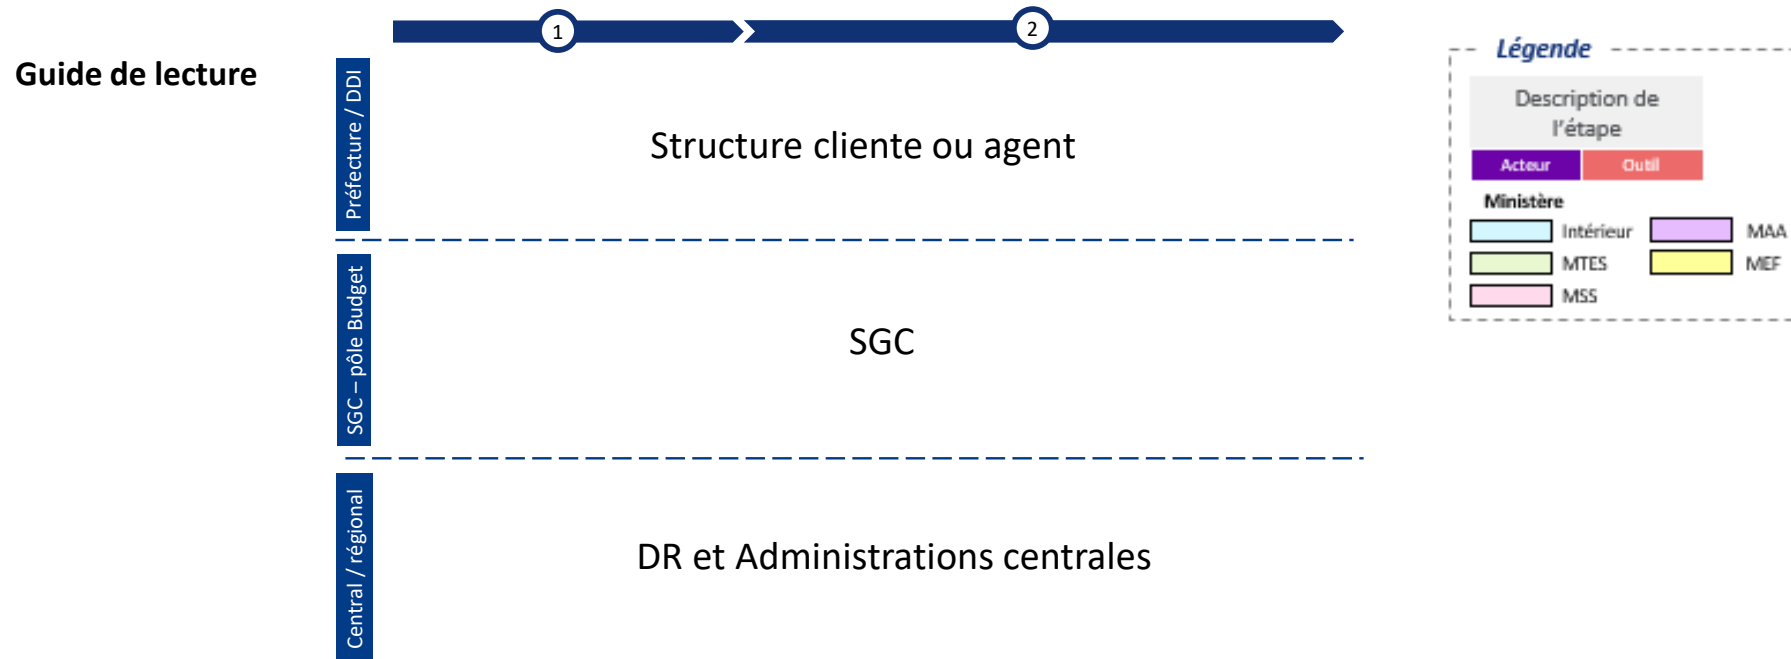 1
2
Guide de lecture
Préfecture / DDI
Structure cliente ou agent
SGC – pôle Budget
SGC
Central / régional
DR et Administrations centrales
Légende
Description de
l'étape
Acteur
Outil
Ministère
Intérieur
MAA
MTES
MEF
MSS